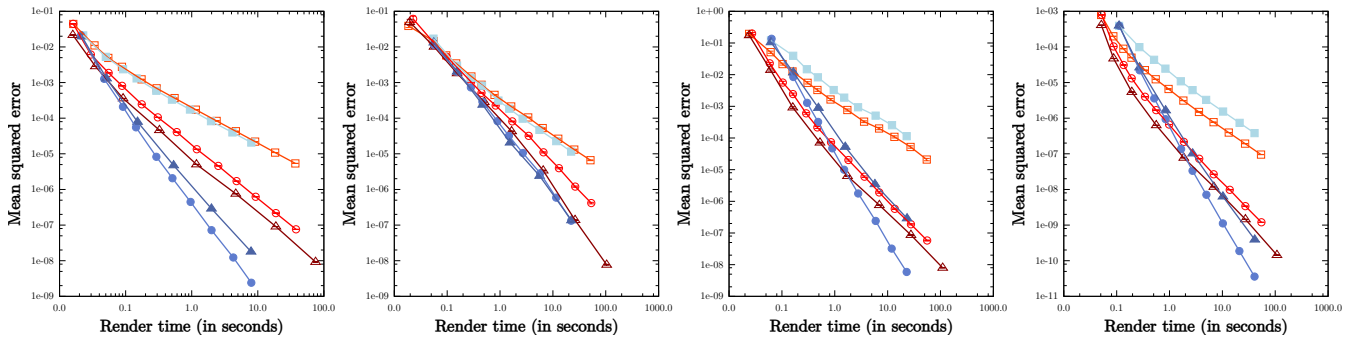 1e-01
1e-02
1e-03
1e-04
1e-05
1e-06
1e-07
1e-08
1e-09
0.0
0.1
1.0
10.0
100.0
Mean squared error
Render time (in seconds)
1e-01
1e-02
1e-03
1e-04
1e-05
1e-06
1e-07
1e-08
1e-09
0.0
0.1
1.0
10.0
100.0
1000.0
Mean squared error
Render time (in seconds)
1e+00
1e-01
1e-02
1e-03
1e-04
1e-05
1e-06
1e-07
1e-08
1e-09
0.0
0.1
1.0
10.0
100.0
1000.0
Mean squared error
Render time (in seconds)
1e-03
1e-04
1e-05
1e-06
1e-07
1e-08
1e-09
1e-10
1e-11
0.0
0.1
1.0
10.0
100.0
1000.0
Mean squared error
Render time (in seconds)